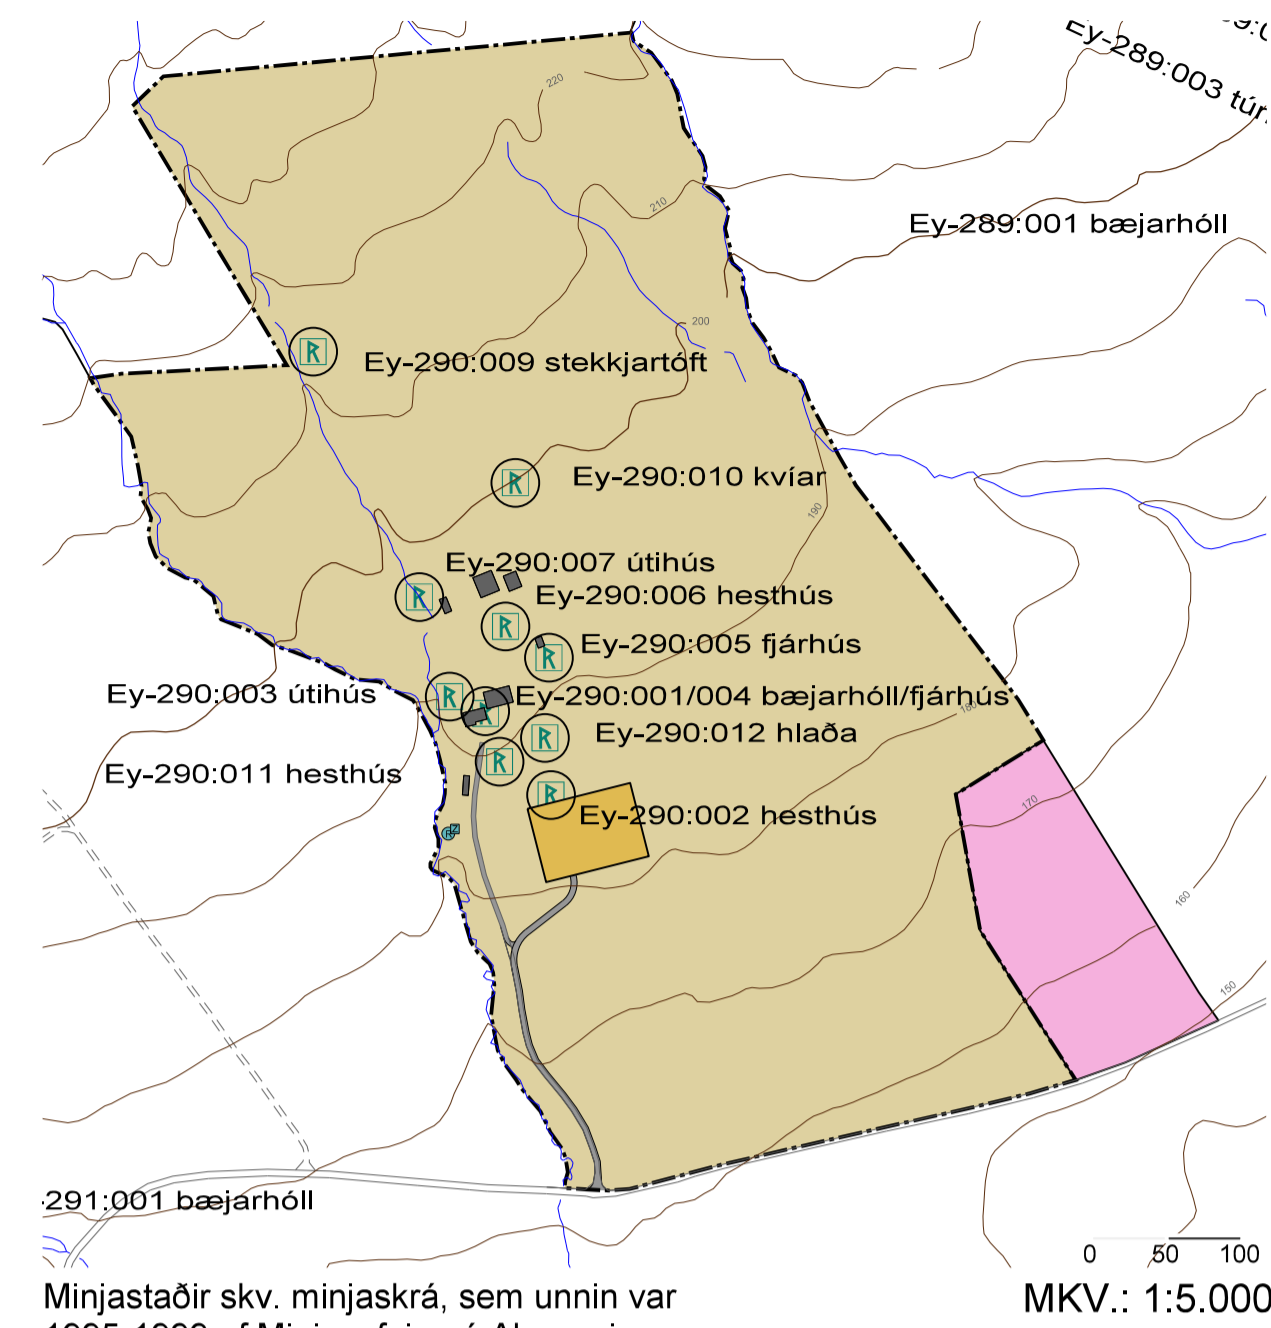 Ey-289:003
220
210
Ey-289:001 bæjarhóll
200
Ey-290:009 stekkjartóft
Ey-290:010 kvíar
190
Ey-290:007 útihús
Ey-290:006 hesthús
Ey-290:005 fjárhús
Ey-290:003 útihús
Ey-290:001/004 bæjarhóll/fjárhús
180
Ey-290:012 hlaða
Ey-290:011 hesthús
170
Ey-290:002 hesthús
160
150
291:001 bæjarhóll
0 50 100
Minjastaðir skv. minjaskrá, sem unnin var
MKV.: 1:5.000